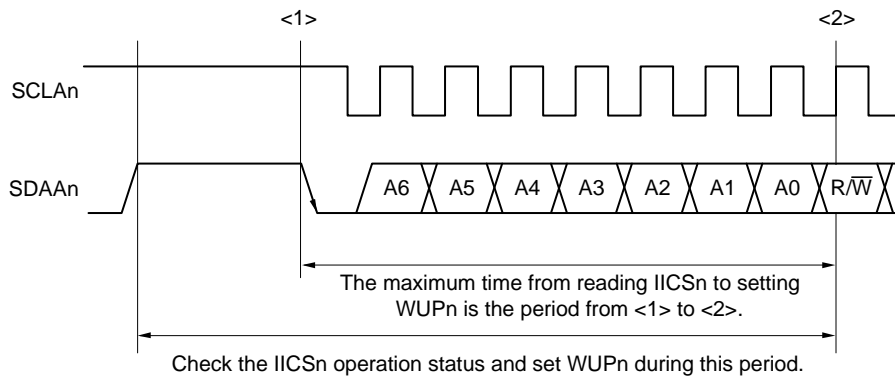 <1> <2>
SCLAn
SDAAn A6 A5 A4 A3 A2 A1 A0 R/W̅
The maximum time from reading IICSn to setting
WUPn is the period from <1> to <2>.
Check the IICSn operation status and set WUPn during this period.